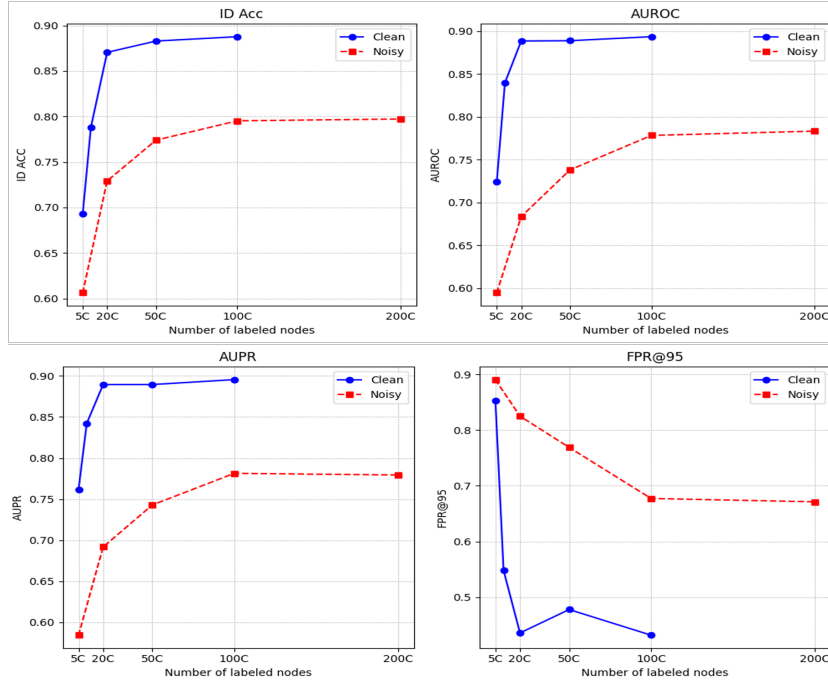 ID Acc
0.90
0.85
0.80
0.75
0.70
0.65
0.60
ID ACC
Clean
Noisy
5C 20C 50C 100C 200C
Number of labeled nodes
AUROC
0.90
0.85
0.80
0.75
0.70
0.65
0.60
AUROC
Clean
Noisy
5C 20C 50C 100C 200C
Number of labeled nodes
AUPR
0.90
0.85
0.80
0.75
0.70
0.65
0.60
AUPR
Clean
Noisy
5C 20C 50C 100C 200C
Number of labeled nodes
FPR@95
0.9
0.8
0.7
0.6
0.5
FPR@95
Clean
Noisy
5C 20C 50C 100C 200C
Number of labeled nodes